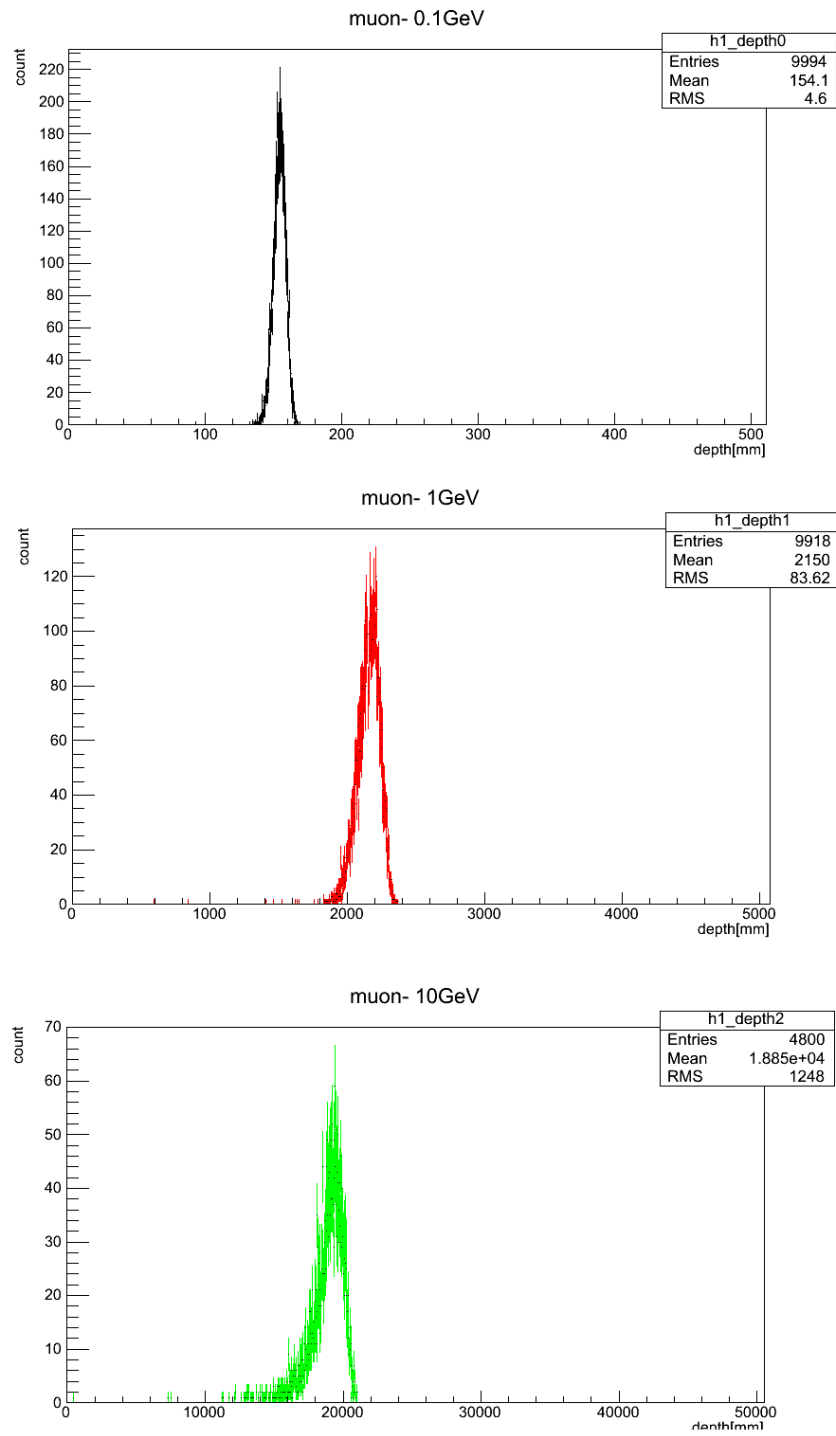 muon- 0.1GeV
count
h1_depth0
Entries 9994
Mean 154.1
RMS 4.6
220
200
180
160
140
120
100
80
60
40
20
0
0 100 200 300 400 500
depth[mm]
muon- 1GeV
count
h1_depth1
Entries 9918
Mean 2150
RMS 83.62
120
100
80
60
40
20
0
0 1000 2000 3000 4000 5000
depth[mm]
muon- 10GeV
count
h1_depth2
Entries 4800
Mean 1.885e+04
RMS 1248
70
60
50
40
30
20
10
0
0 10000 20000 30000 40000 50000
depth[mm]